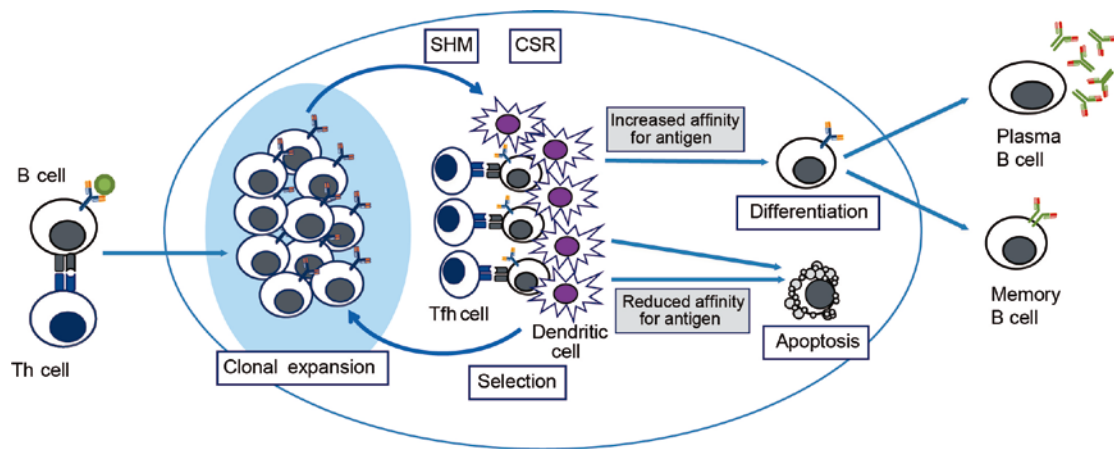 SHM
CSR
B cell
Th cell
Clonal expansion
Tfh cell
Dendritic
cell
Selection
Increased affinity
for antigen
Reduced affinity
for antigen
Differentiation
Apoptosis
Plasma
B cell
Memory
B cell